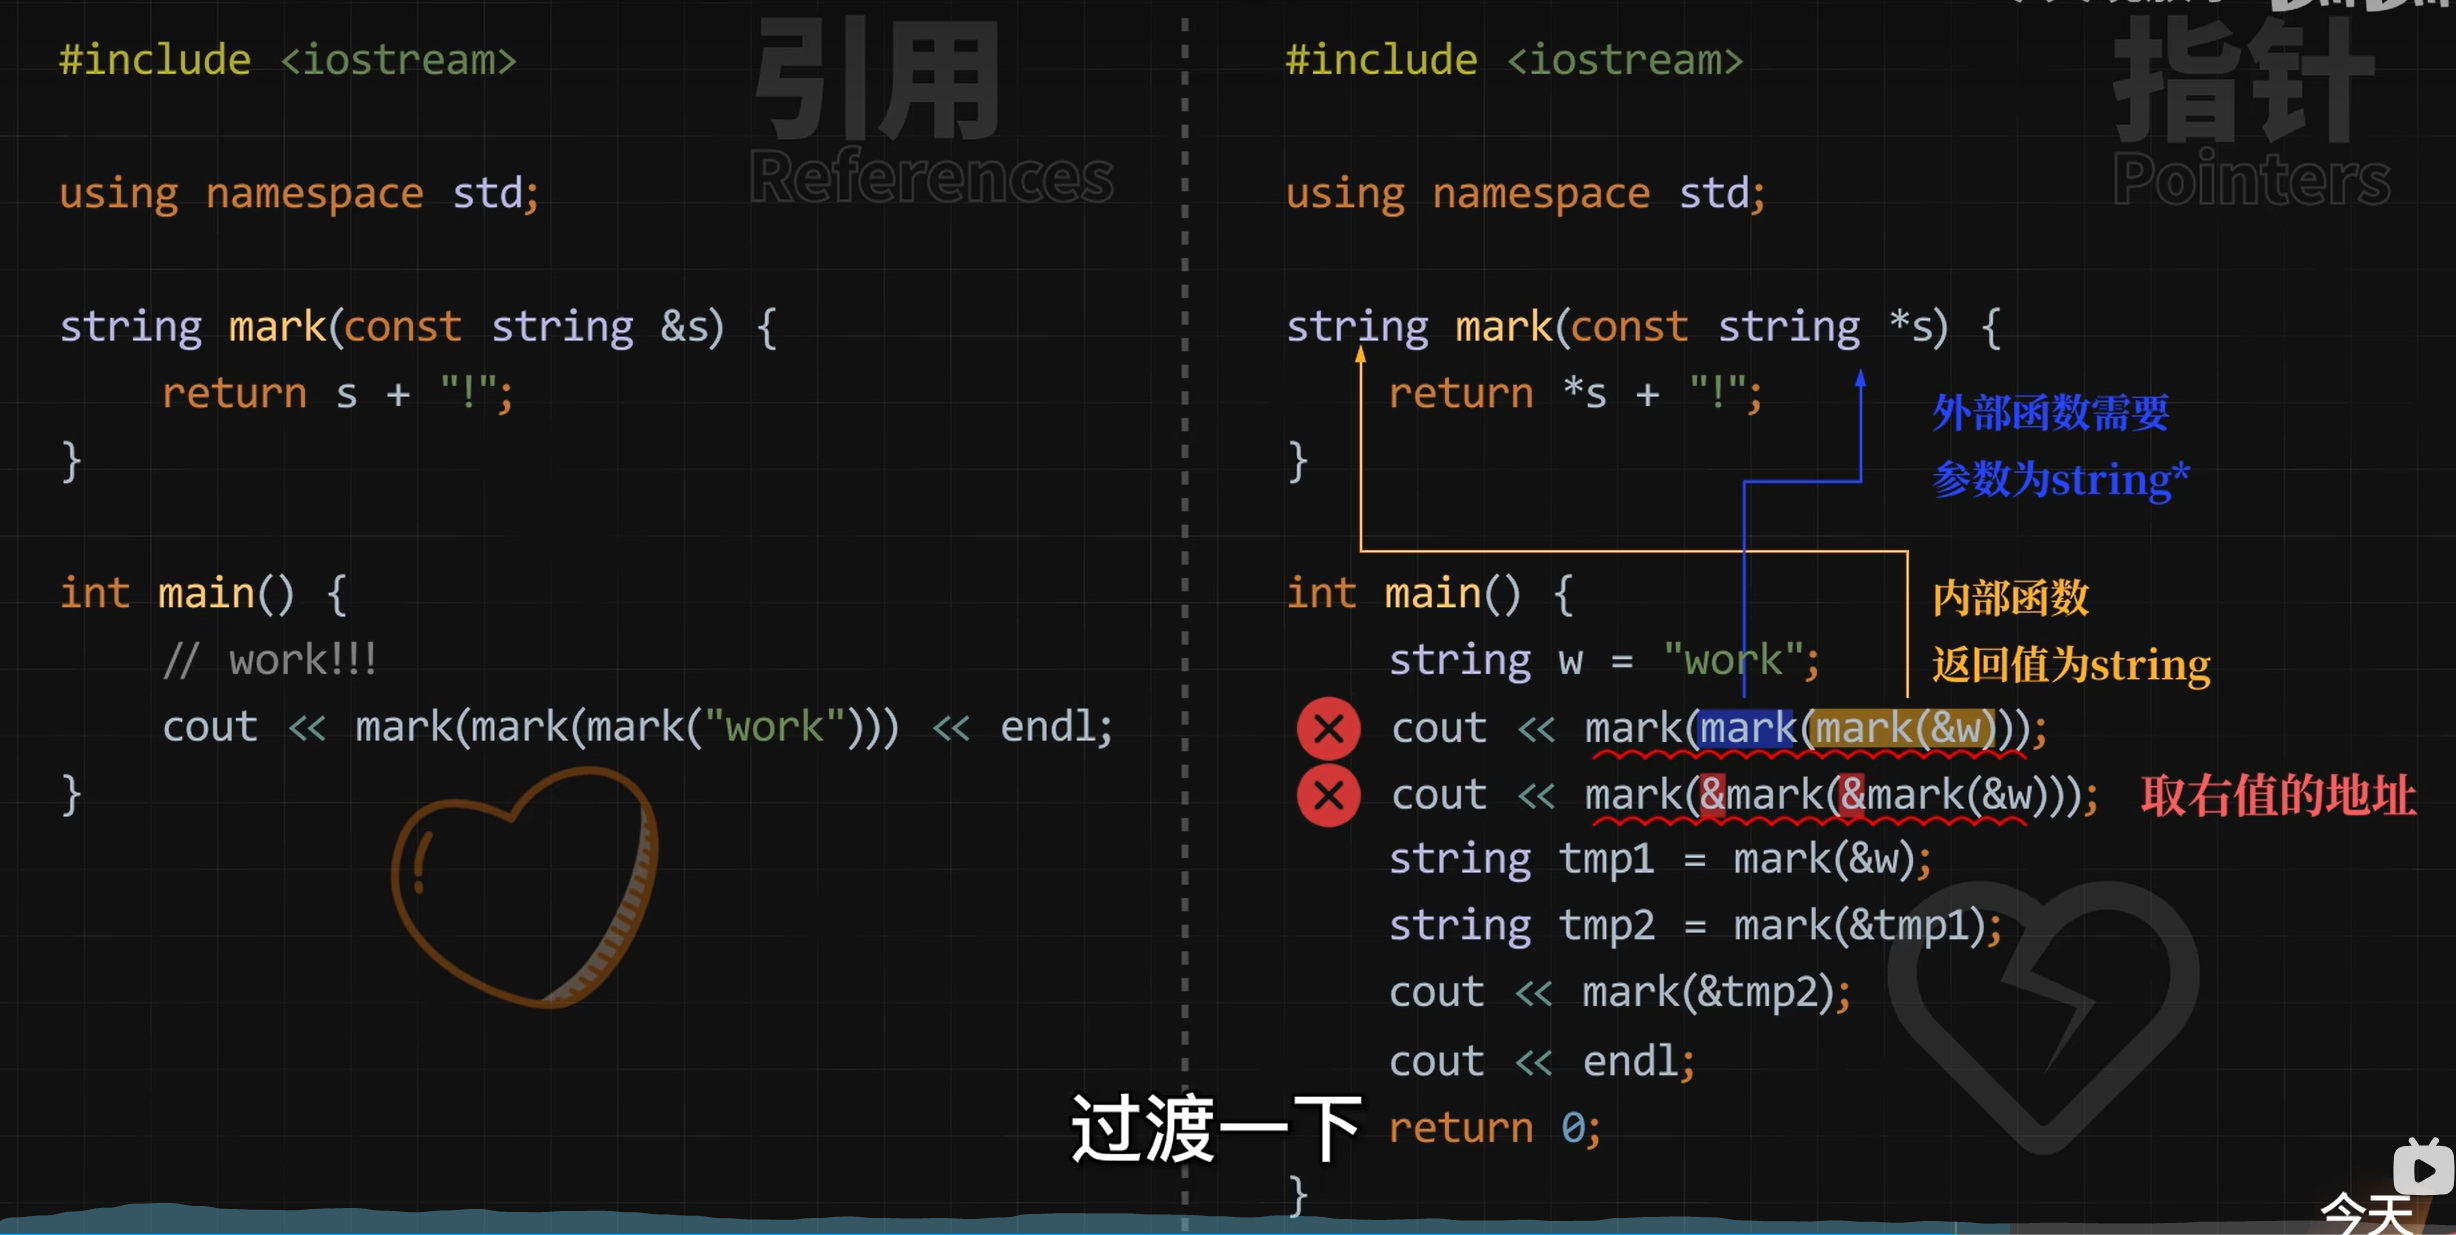 引用
References
#include <iostream>
using namespace std;
string mark(const string &s) {
return s + "!";
}
int main() {
// work!!!
cout << mark(mark(mark("work"))) << endl;
}
指针
Pointers
#include <iostream>
using namespace std;
string mark(const string *s) {
return *s + "!";
}
外部函数需要
参数为string*
int main() {
内部函数
返回值为string
string w = "work";
cout << mark(mark(mark(&w)));
cout << mark(&mark(&mark(&w))); 取右值的地址
string tmp1 = mark(&w);
string tmp2 = mark(&tmp1);
cout << mark(&tmp2);
cout << endl;
return 0;
}
过渡一下
今天